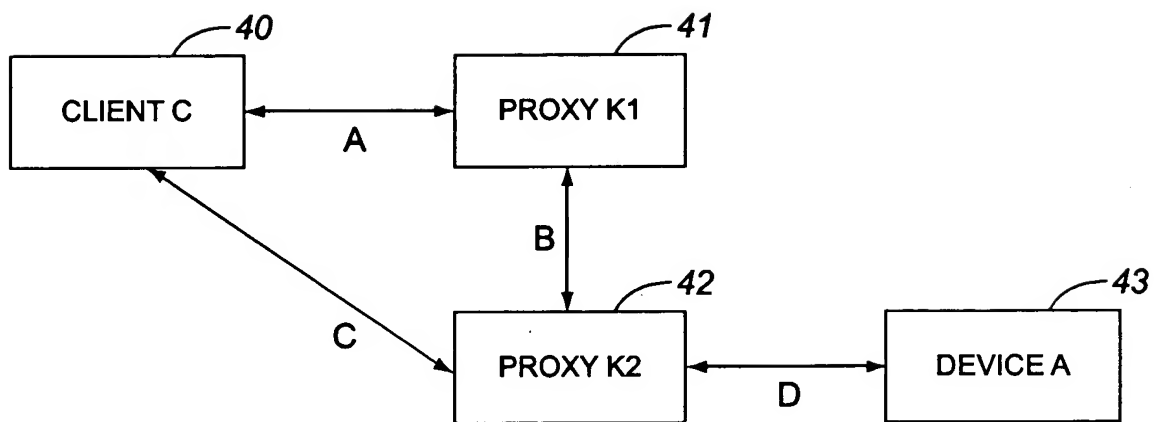 40
41
CLIENT C
PROXY K1
A
B
42
43
C
PROXY K2
DEVICE A
D